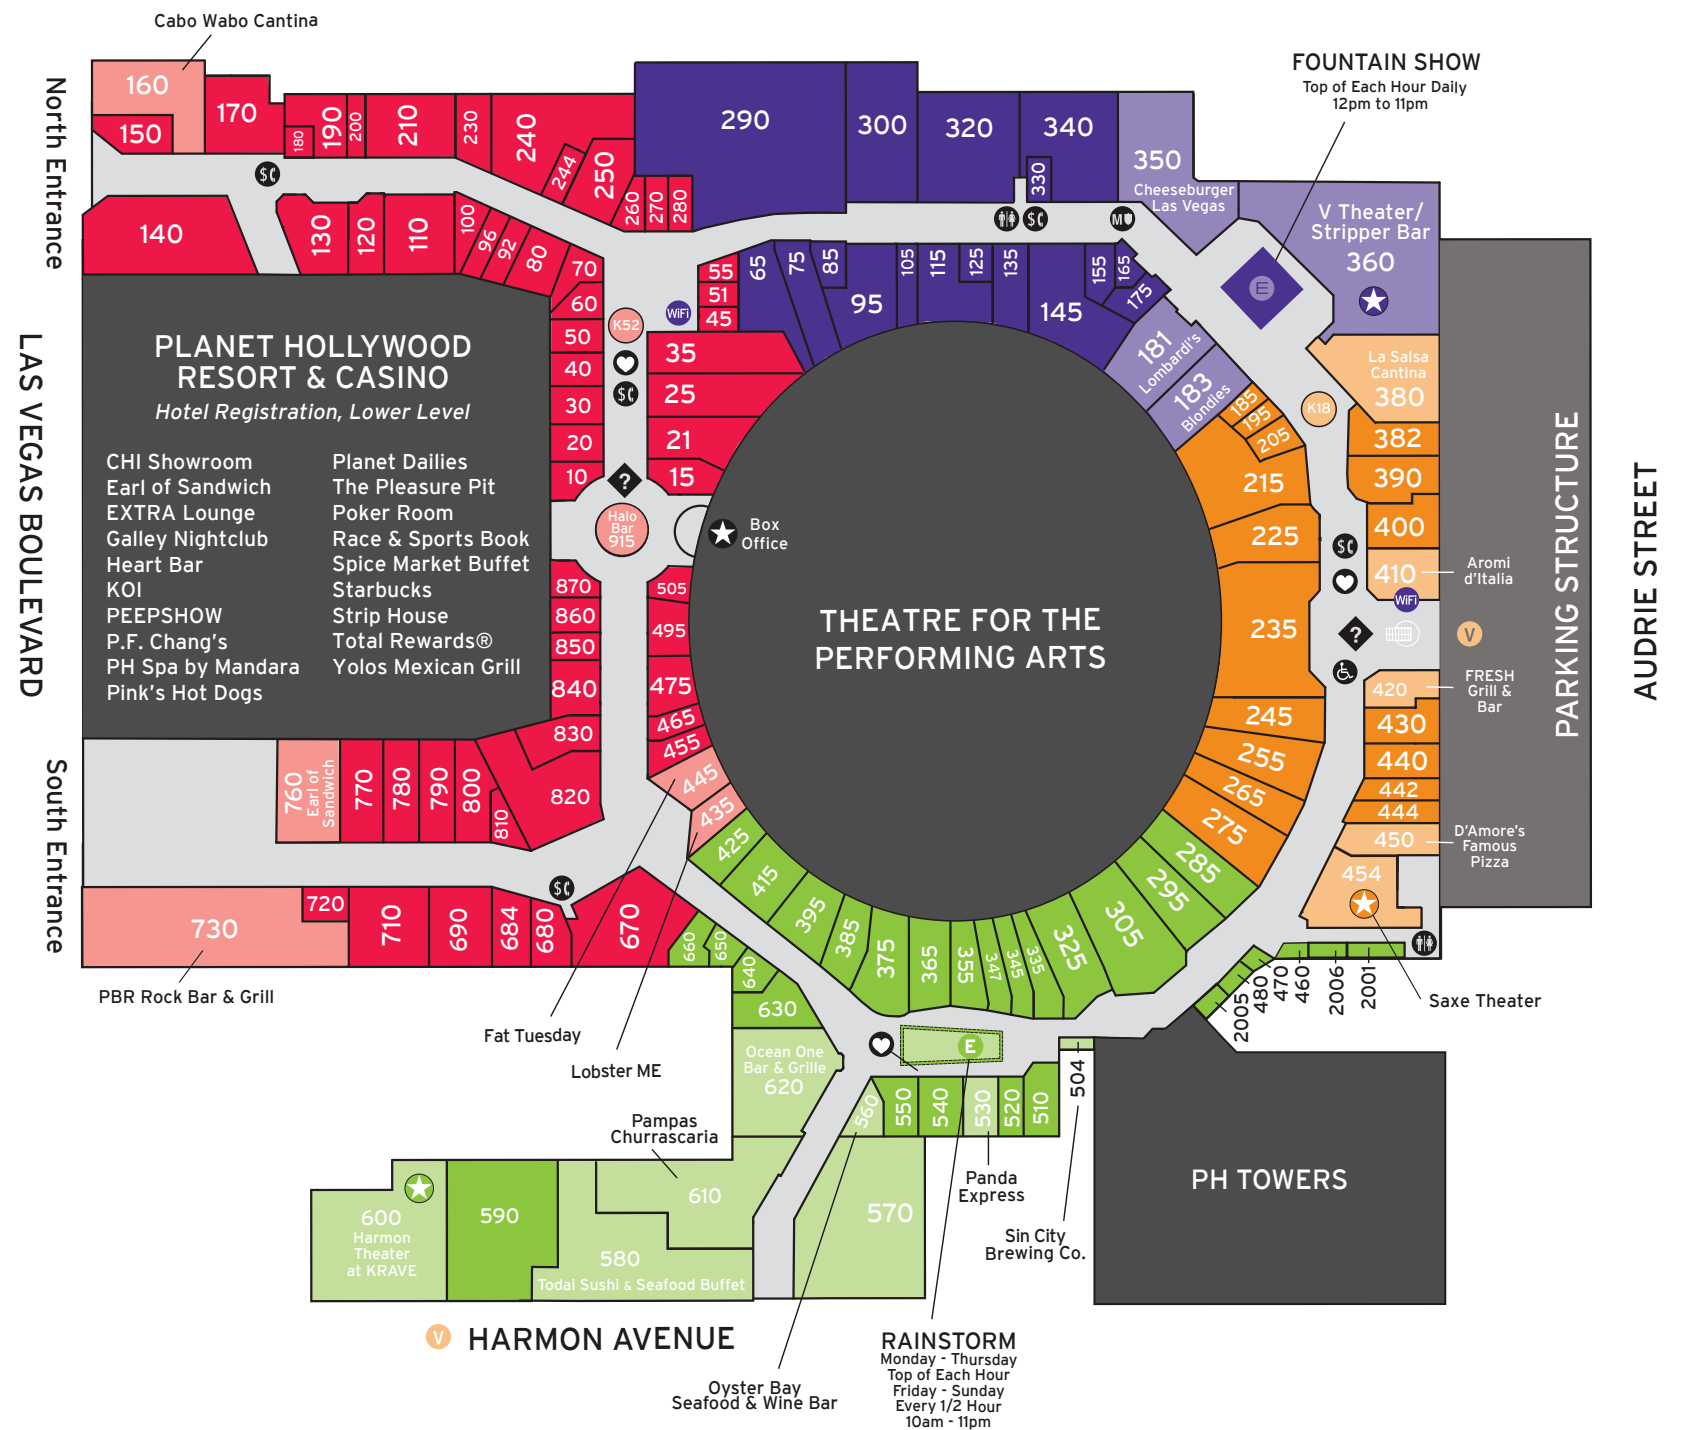 Cabo Wabo Cantina
North Entrance
160
150
170
180
190
200
210
230
240
244
250
260
270
280
290
300
320
330
340
350
Cheeseburger
Las Vegas
FOUNTAIN SHOW
Top of Each Hour Daily
12pm to 11pm
V Theater/
Stripper Bar
360
$
$
M
E
140
130
120
110
100
96
92
80
70
60
50
40
30
20
10
55
51
45
35
25
21
15
65
75
85
95
105
115
125
135
145
155
165
175
181
Lombardi's
183
Blondies
185
195
205
215
225
235
245
255
265
275
K52
WiFi
$
?
Halo
Bar
915
Box
Office
LAS VEGAS BOULEVARD
PLANET HOLLYWOOD
RESORT & CASINO
Hotel Registration, Lower Level
CHI Showroom
Earl of Sandwich
EXTRA Lounge
Galley Nightclub
Heart Bar
KOI
PEEPSHOW
P.F. Chang's
PH Spa by Mandara
Pink's Hot Dogs
Planet Dailies
The Pleasure Pit
Poker Room
Race & Sports Book
Spice Market Buffet
Starbucks
Strip House
Total Rewards®
Yolos Mexican Grill
THEATRE FOR THE
PERFORMING ARTS
K18
La Salsa
Cantina
380
382
390
400
410
Aromi
d'Italia
WiFi
$
?
V
420
FRESH
Grill &
Bar
430
440
442
444
450
D'Amore's
Famous
Pizza
454
Saxe Theater
PARKING STRUCTURE
AUDRIE STREET
870
860
850
840
830
820
810
800
790
780
770
760
Earl of
Sandwich
505
495
475
465
455
445
435
425
415
395
385
375
365
355
347
345
335
325
305
295
285
South Entrance
730
720
710
690
684
680
670
$
660
650
640
630
PBR Rock Bar & Grill
Fat Tuesday
Lobster ME
Ocean One
Bar & Grille
620
E
2005
480
470
460
2006
2001
504
510
520
530
540
550
560
570
Pampas
Churrascaria
610
600
Harmon
Theater
at KRAVE
590
580
Todai Sushi & Seafood Buffet
Panda
Express
Sin City
Brewing Co.
PH TOWERS
V
HARMON AVENUE
Oyster Bay
Seafood & Wine Bar
RAINSTORM
Monday - Thursday
Top of Each Hour
Friday - Sunday
Every 1/2 Hour
10am - 11pm